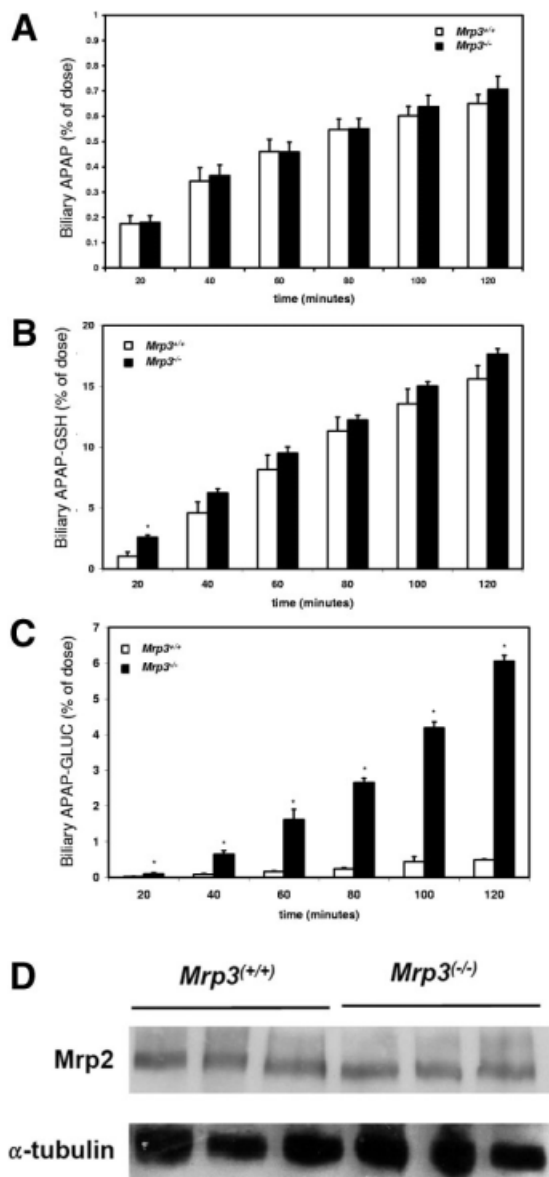 A
Biliary APAP (% of dose)
1
0.9
0.8
0.7
0.6
0.5
0.4
0.3
0.2
0.1
0
Mrp3+/+
Mrp3-/-
20 40 60 80 100 120
time (minutes)
B
Biliary APAP-GSH (% of dose)
20
15
10
5
0
Mrp3+/+
Mrp3-/-
*
20 40 60 80 100 120
time (minutes)
C
Biliary APAP-GLUC (% of dose)
7
6
5
4
3
2
1
0
Mrp3+/+
Mrp3-/-
* * * * * *
20 40 60 80 100 120
time (minutes)
D
Mrp3(+/+) Mrp3(-/-)
Mrp2
α-tubulin